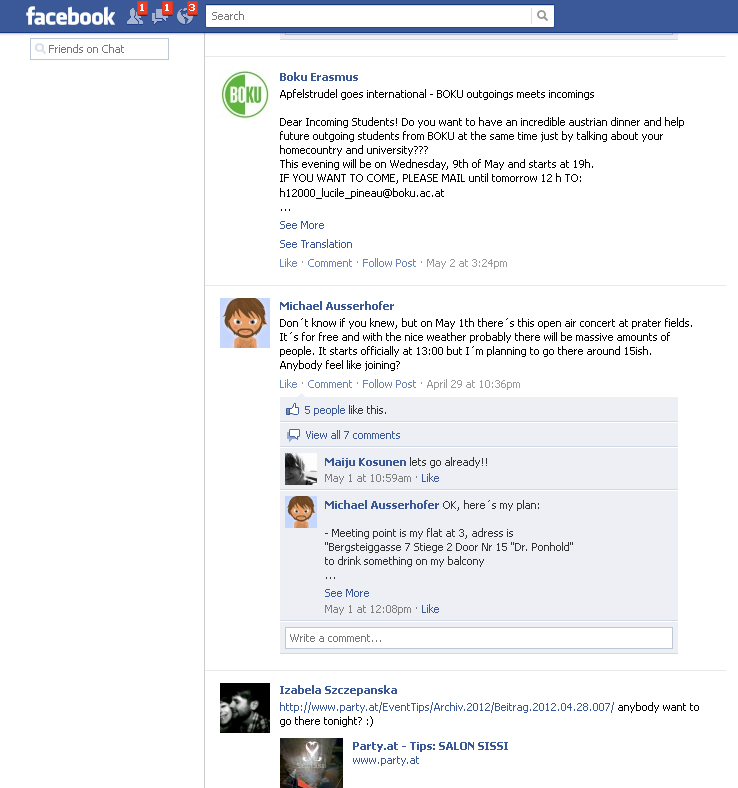 facebook
1
1
3
Search
Friends on Chat
BOKU
Boku Erasmus
Apfelstrudel goes international - BOKU outgoings meets incomings
Dear Incoming Students! Do you want to have an incredible austrian dinner and help
future outgoing students from BOKU at the same time just by talking about your
homecountry and university???
This evening will be on Wednesday, 9th of May and starts at 19h.
IF YOU WANT TO COME, PLEASE MAIL until tomorrow 12 h TO:
h12000_lucile_pineau@boku.ac.at
...
See More
See Translation
Like · Comment · Follow Post · May 2 at 3:24pm
Michael Ausserhofer
Don´t know if you knew, but on May 1th there´s this open air concert at prater fields.
It´s for free and with the nice weather probably there will be massive amounts of
people. It starts officially at 13:00 but I´m planning to go there around 15ish.
Anybody feel like joining?
Like · Comment · Follow Post · April 29 at 10:36pm
5 people like this.
View all 7 comments
Maiju Kosunen lets go already!!
May 1 at 10:59am · Like
Michael Ausserhofer OK, here´s my plan:
- Meeting point is my flat at 3, adress is
"Bergsteiggasse 7 Stiege 2 Door Nr 15 "Dr. Ponhold"
to drink something on my balcony
...
See More
May 1 at 12:08pm · Like
Write a comment...
Izabela Szczepanska
http://www.party.at/EventTips/Archiv.2012/Beitrag.2012.04.28.007/ anybody want to
go there tonight? :)
Party.at - Tips: SALON SISSI
www.party.at